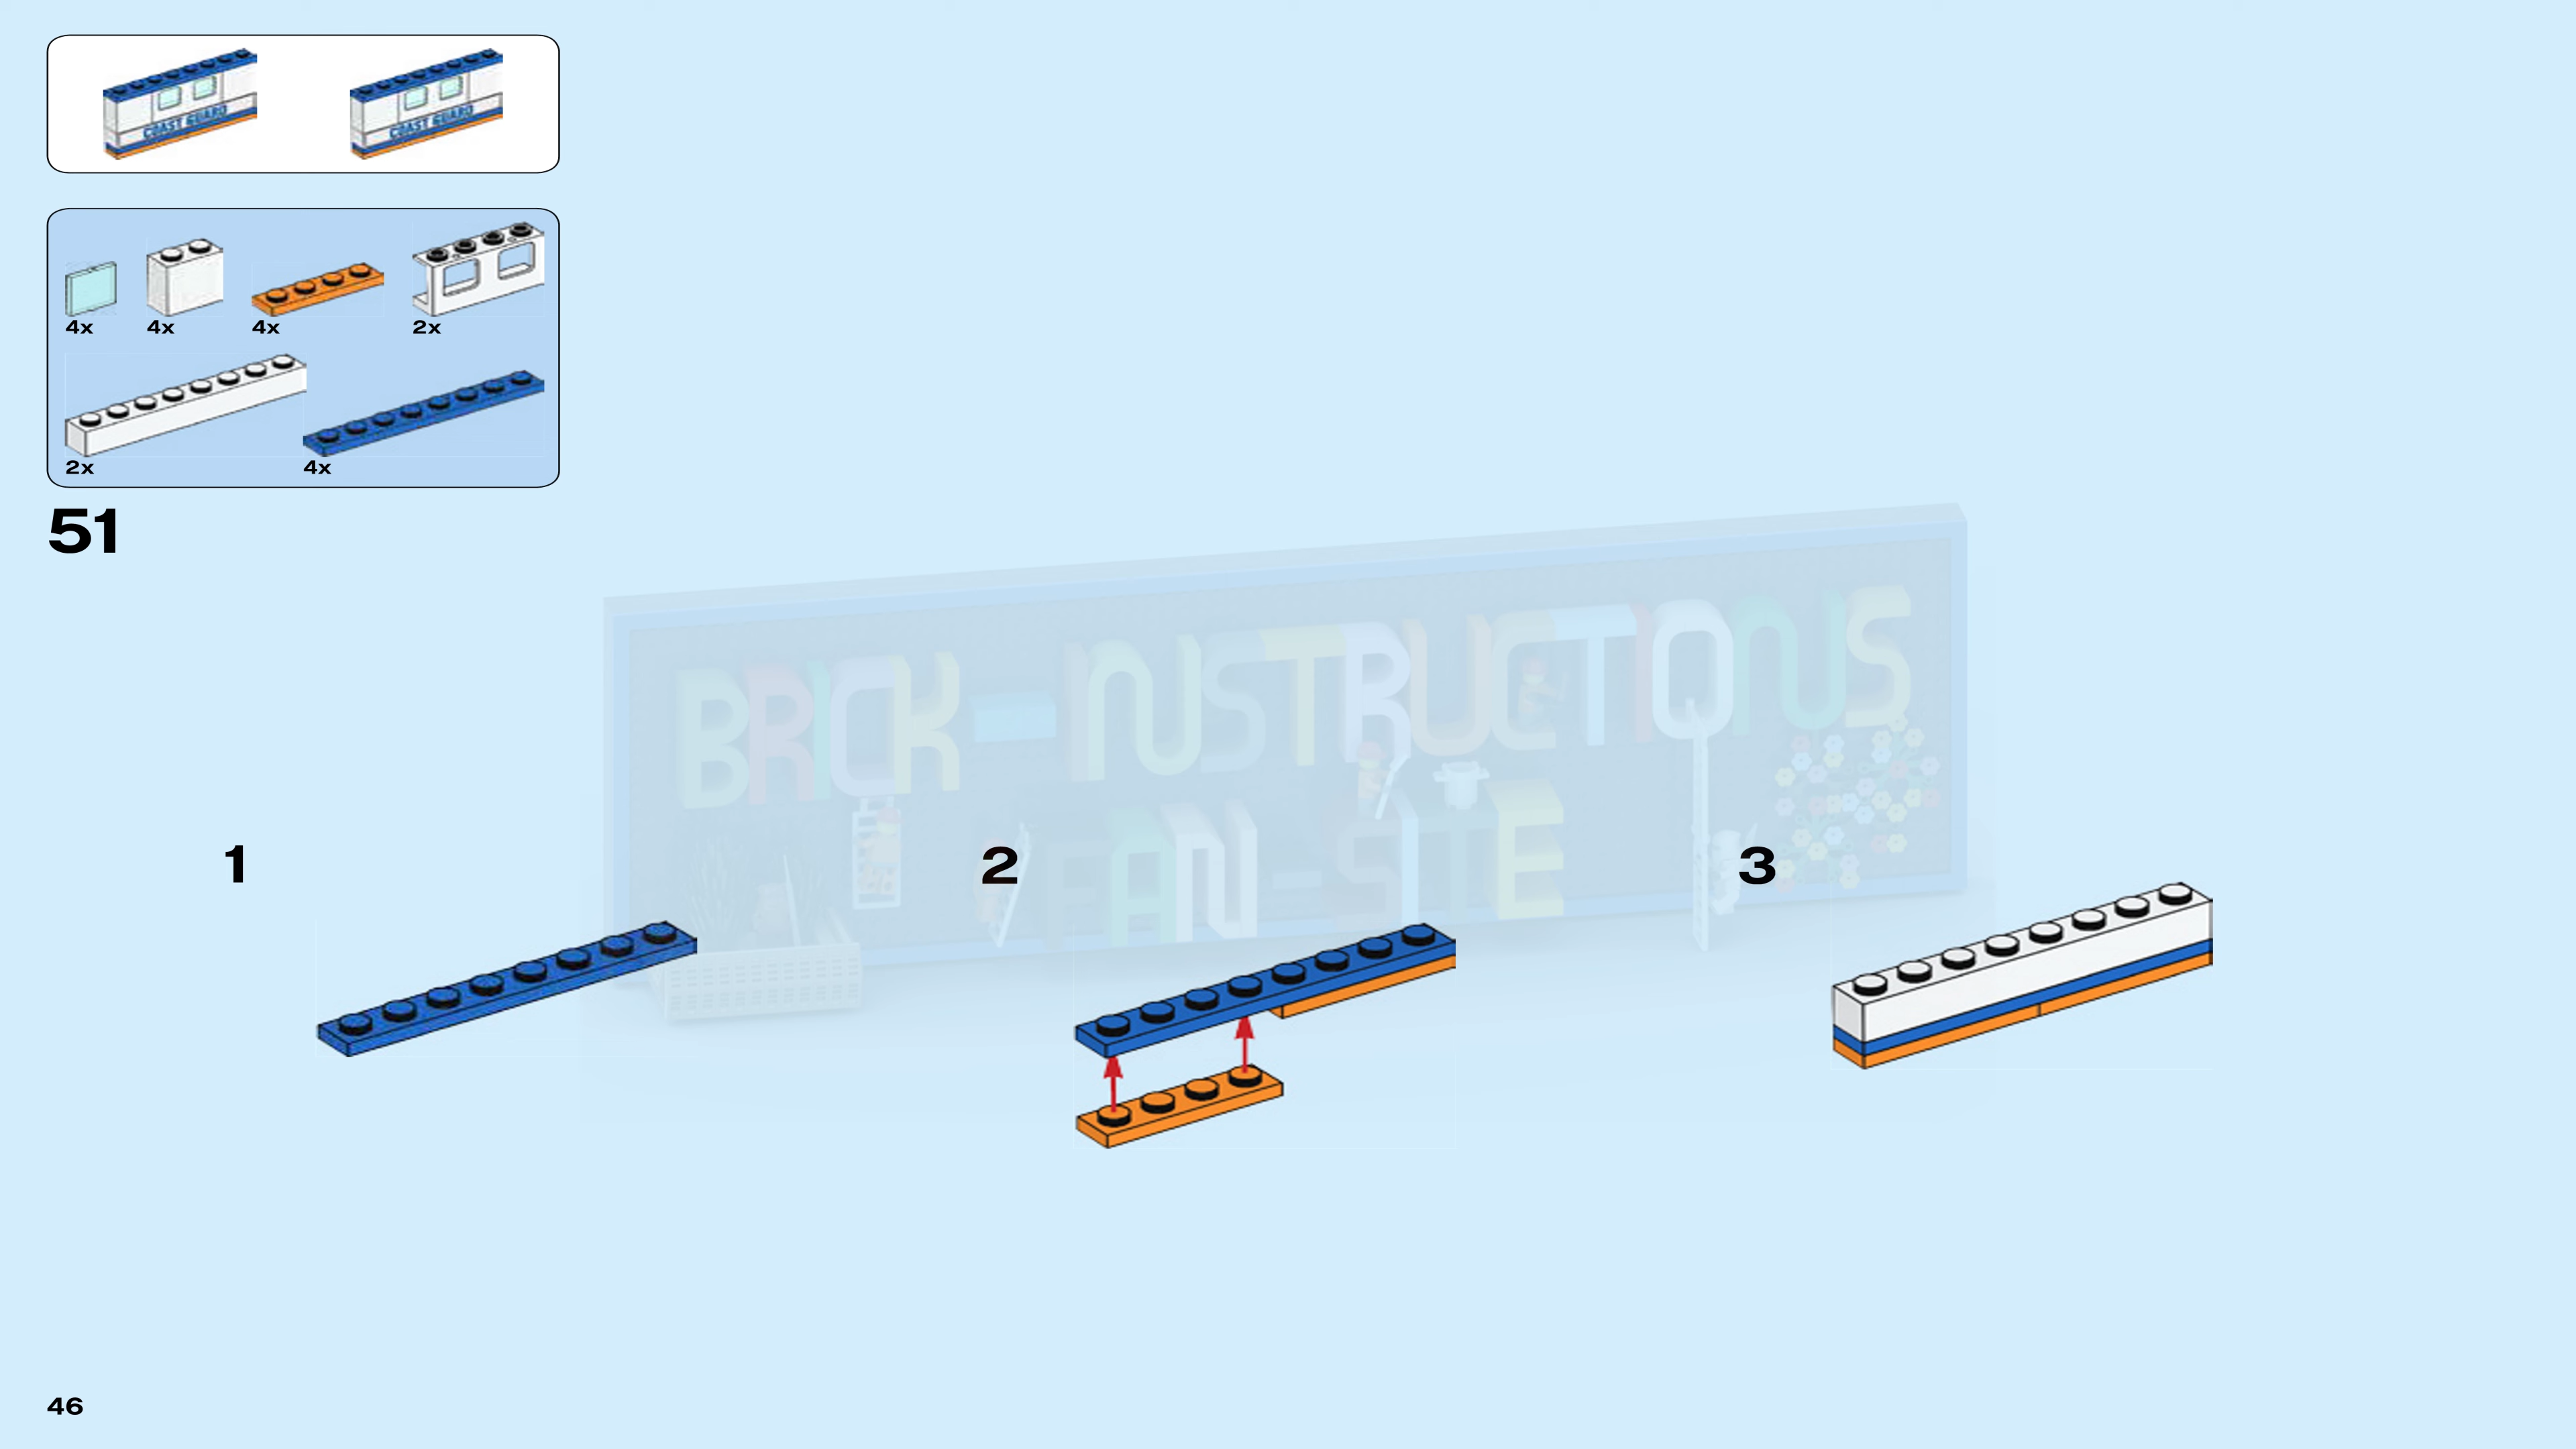 COAST GUARD
COAST GUARD
4x
4x
4x
2x
2x
4x
51
BRICK-INSTRUCTIONS
FAN-SITE
1
2
3
46